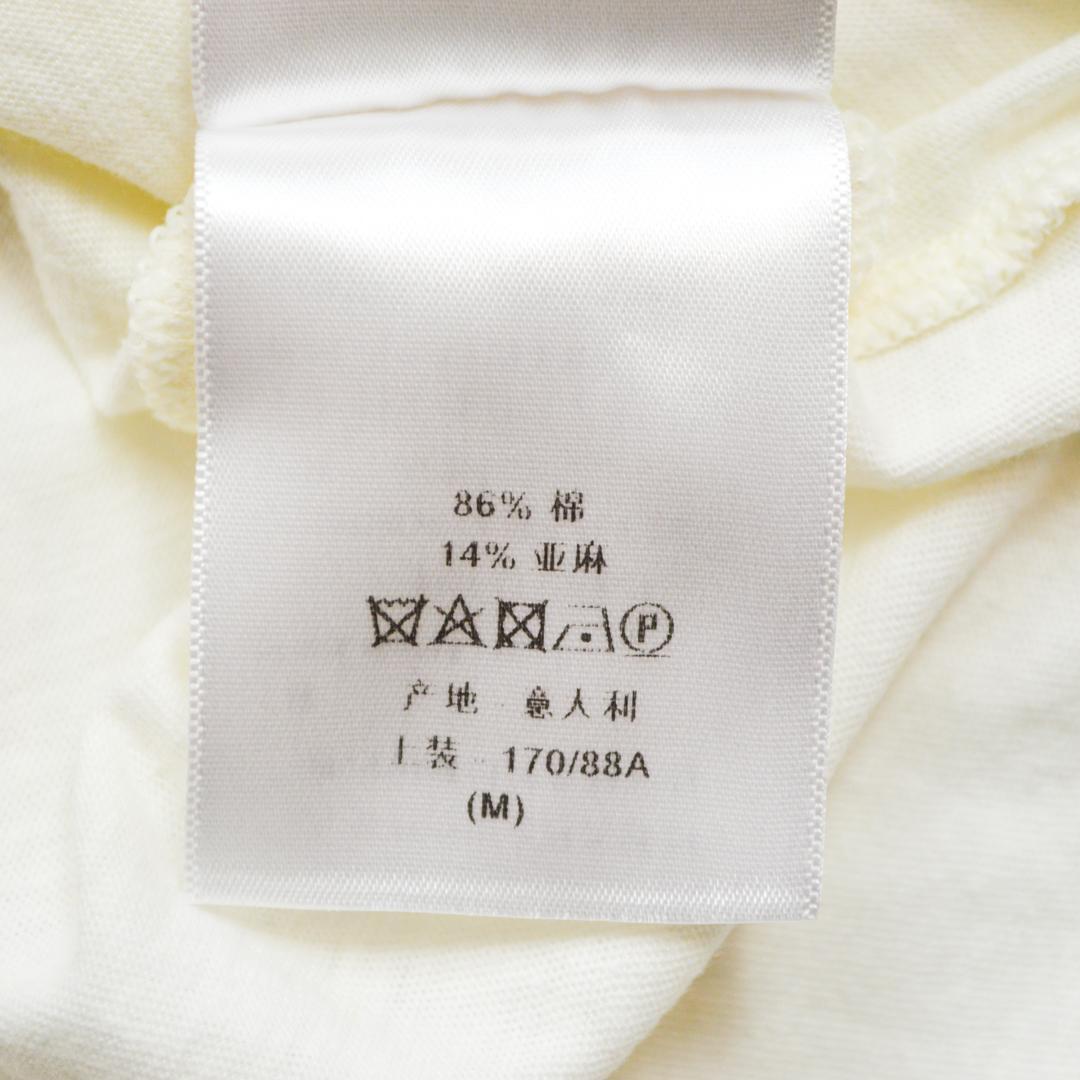 86% 棉
14% 亚麻
P
产地 意大利
上装 170/88A
(M)